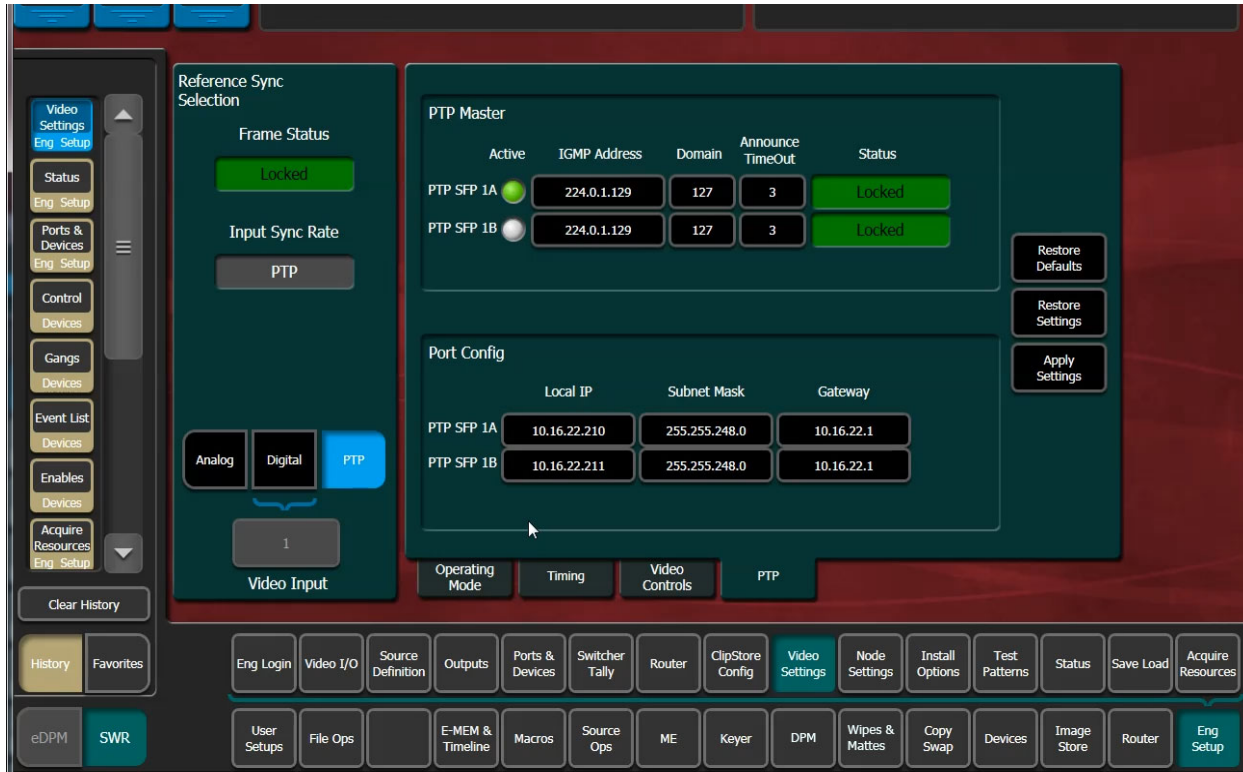 Video
Settings
Eng Setup
Status
Eng Setup
Ports &
Devices
Eng Setup
Control
Devices
Gangs
Devices
Event List
Devices
Enables
Devices
Acquire
Resources
Eng Setup
Clear History
History
Favorites
eDPM
SWR
Reference Sync
Selection
Frame Status
Locked
Input Sync Rate
PTP
Analog
Digital
PTP
1
Video Input
PTP Master
Active IGMP Address Domain Announce
TimeOut Status
PTP SFP 1A 224.0.1.129 127 3 Locked
PTP SFP 1B 224.0.1.129 127 3 Locked
Port Config
Local IP Subnet Mask Gateway
PTP SFP 1A 10.16.22.210 255.255.248.0 10.16.22.1
PTP SFP 1B 10.16.22.211 255.255.248.0 10.16.22.1
Restore
Defaults
Restore
Settings
Apply
Settings
Operating
Mode
Timing
Video
Controls
PTP
Eng Login
Video I/O
Source
Definition
Outputs
Ports &
Devices
Switcher
Tally
Router
ClipStore
Config
Video
Settings
Node
Settings
Install
Options
Test
Patterns
Status
Save Load
Acquire
Resources
User
Setups
File Ops
E-MEM &
Timeline
Macros
Source
Ops
ME
Keyer
DPM
Wipes &
Mattes
Copy
Swap
Devices
Image
Store
Router
Eng
Setup